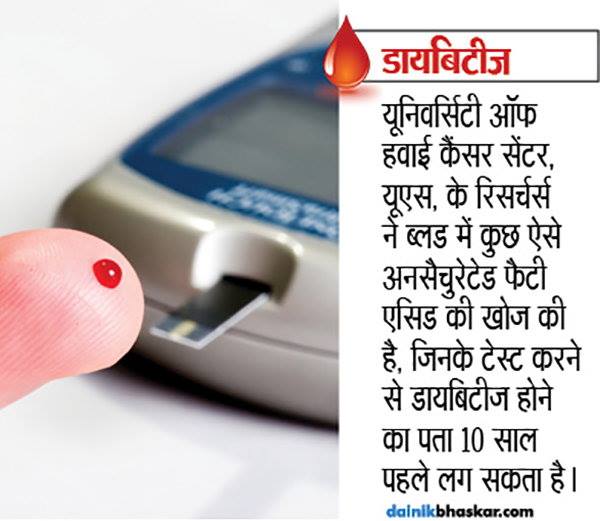 डायबिटीज
यूनिवर्सिटी ऑफ
हवाई कैंसर सेंटर,
यूएस, के रिसर्चर्स
ने ब्लड में कुछ ऐसे
अनसैचुरेटेड फैटी
एसिड की खोज की
है, जिनके टेस्ट करने
से डायबिटीज होने
का पता 10 साल
पहले लग सकता है।
dainikbhaskar.com